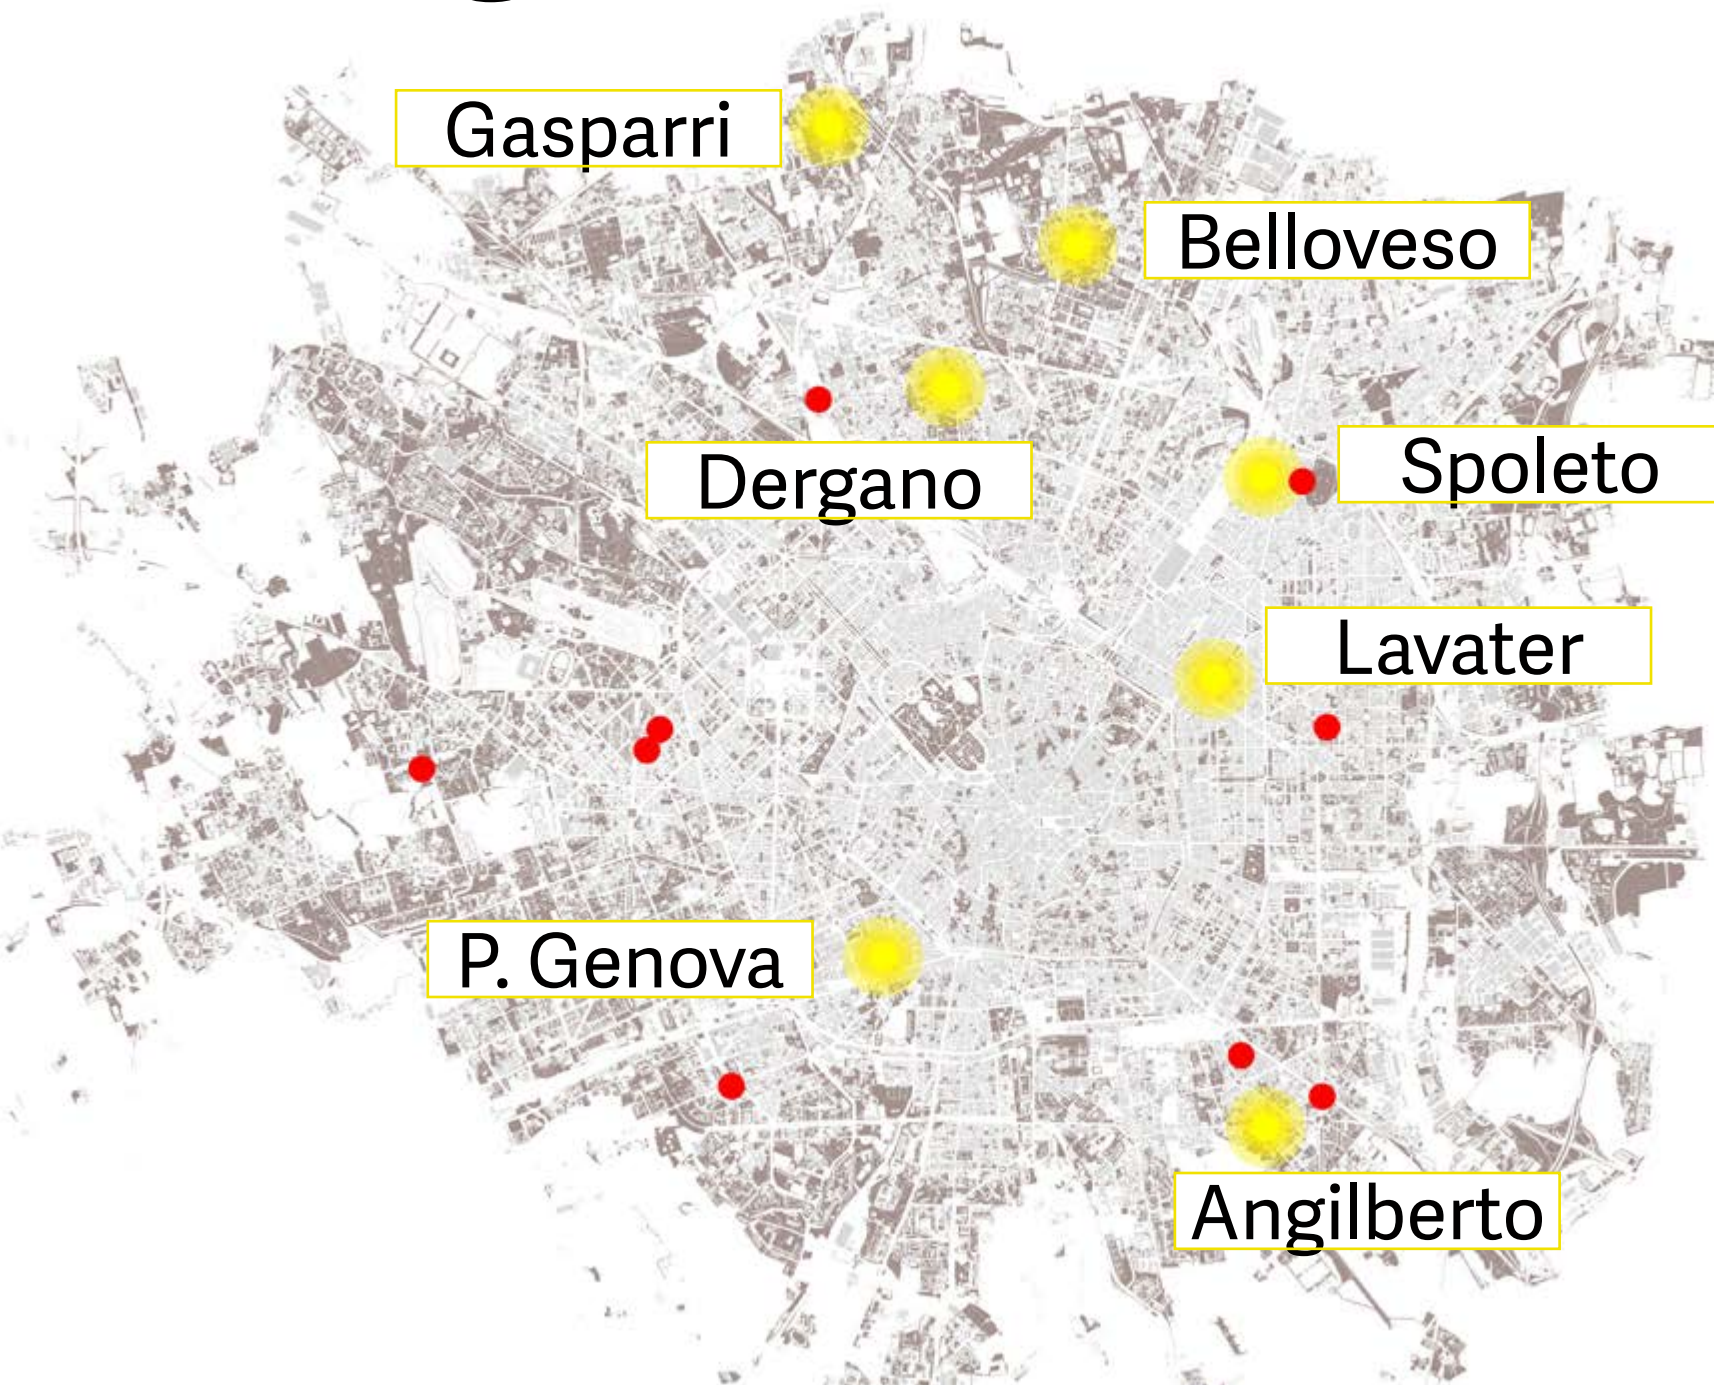 Gasparri
Belloveso
Dergano
Spoleto
Lavater
P. Genova
Angilberto